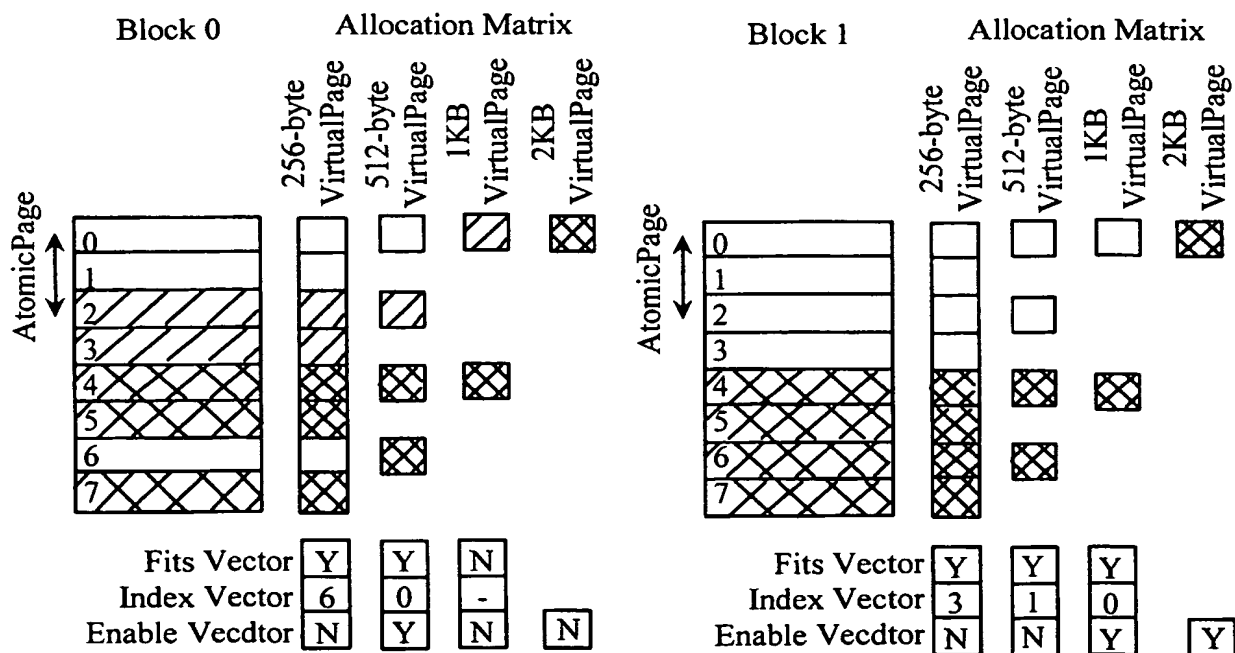 Block 0
Allocation Matrix
256-byte
VirtualPage
512-byte
VirtualPage
1KB
VirtualPage
2KB
VirtualPage
AtomicPage
0
1
2
3
4
5
6
7
Fits Vector Y Y N
Index Vector 6 0 -
Enable Vecdtor N Y N N
Block 1
Allocation Matrix
256-byte
VirtualPage
512-byte
VirtualPage
1KB
VirtualPage
2KB
VirtualPage
AtomicPage
0
1
2
3
4
5
6
7
Fits Vector Y Y Y
Index Vector 3 1 0
Enable Vecdtor N N Y Y